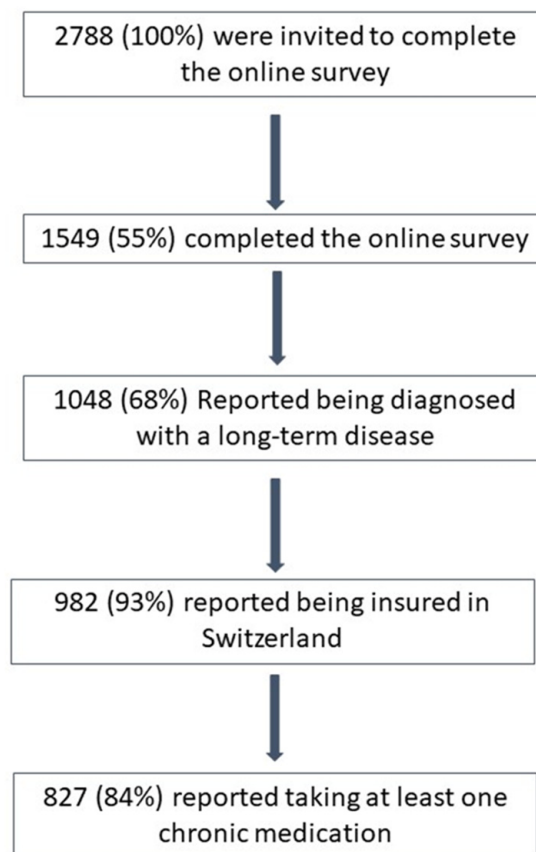 2788 (100%) were invited to complete
the online survey
1549 (55%) completed the online survey
1048 (68%) Reported being diagnosed
with a long-term disease
982 (93%) reported being insured in
Switzerland
827 (84%) reported taking at least one
chronic medication